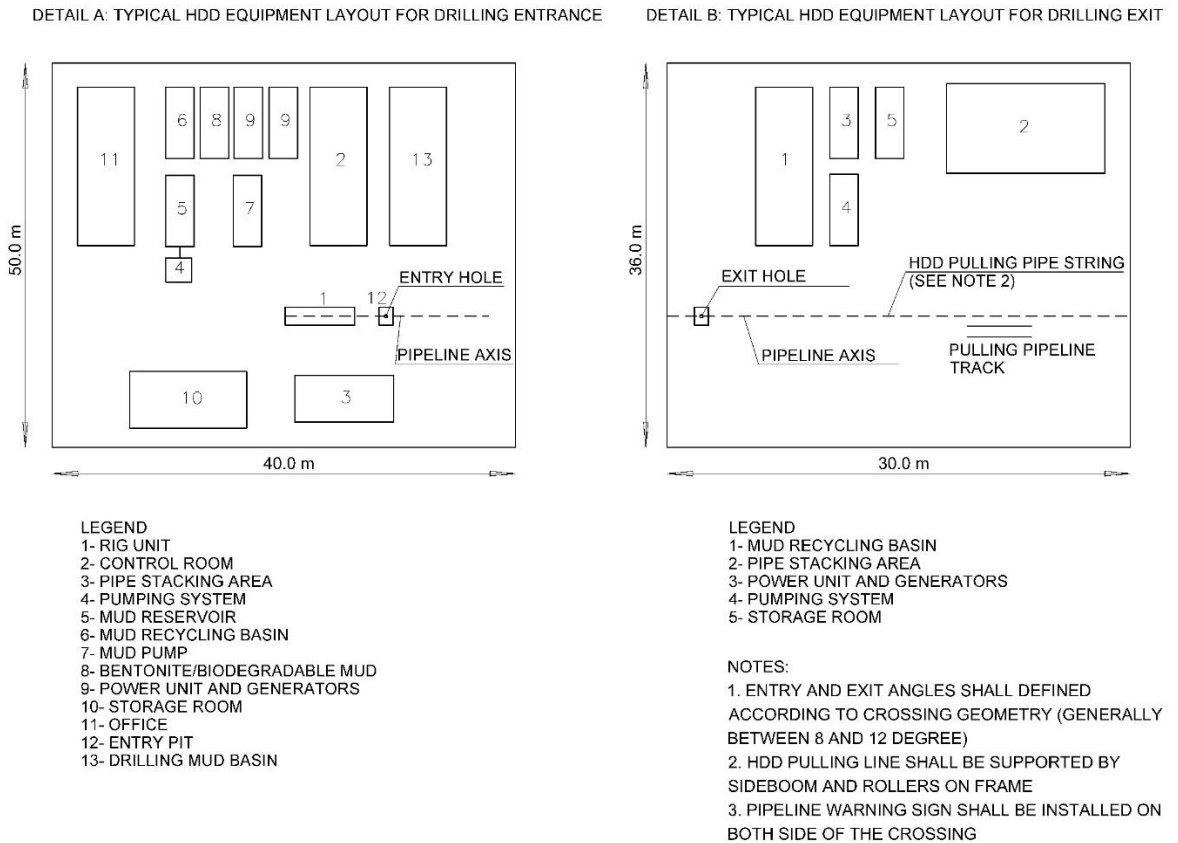 DETAIL A: TYPICAL HDD EQUIPMENT LAYOUT FOR DRILLING ENTRANCE
11
6
8
9
9
2
13
5
7
4
50.0 m
ENTRY HOLE
1
12
PIPELINE AXIS
10
3
40.0 m
LEGEND
1- RIG UNIT
2- CONTROL ROOM
3- PIPE STACKING AREA
4- PUMPING SYSTEM
5- MUD RESERVOIR
6- MUD RECYCLING BASIN
7- MUD PUMP
8- BENTONITE/BIODEGRADABLE MUD
9- POWER UNIT AND GENERATORS
10- STORAGE ROOM
11- OFFICE
12- ENTRY PIT
13- DRILLING MUD BASIN
DETAIL B: TYPICAL HDD EQUIPMENT LAYOUT FOR DRILLING EXIT
1
3
5
2
4
36.0 m
EXIT HOLE
HDD PULLING PIPE STRING
(SEE NOTE 2)
PIPELINE AXIS
PULLING PIPELINE
TRACK
30.0 m
LEGEND
1- MUD RECYCLING BASIN
2- PIPE STACKING AREA
3- POWER UNIT AND GENERATORS
4- PUMPING SYSTEM
5- STORAGE ROOM
NOTES:
1. ENTRY AND EXIT ANGLES SHALL DEFINED
ACCORDING TO CROSSING GEOMETRY (GENERALLY
BETWEEN 8 AND 12 DEGREE)
2. HDD PULLING LINE SHALL BE SUPPORTED BY
SIDEBOOM AND ROLLERS ON FRAME
3. PIPELINE WARNING SIGN SHALL BE INSTALLED ON
BOTH SIDE OF THE CROSSING